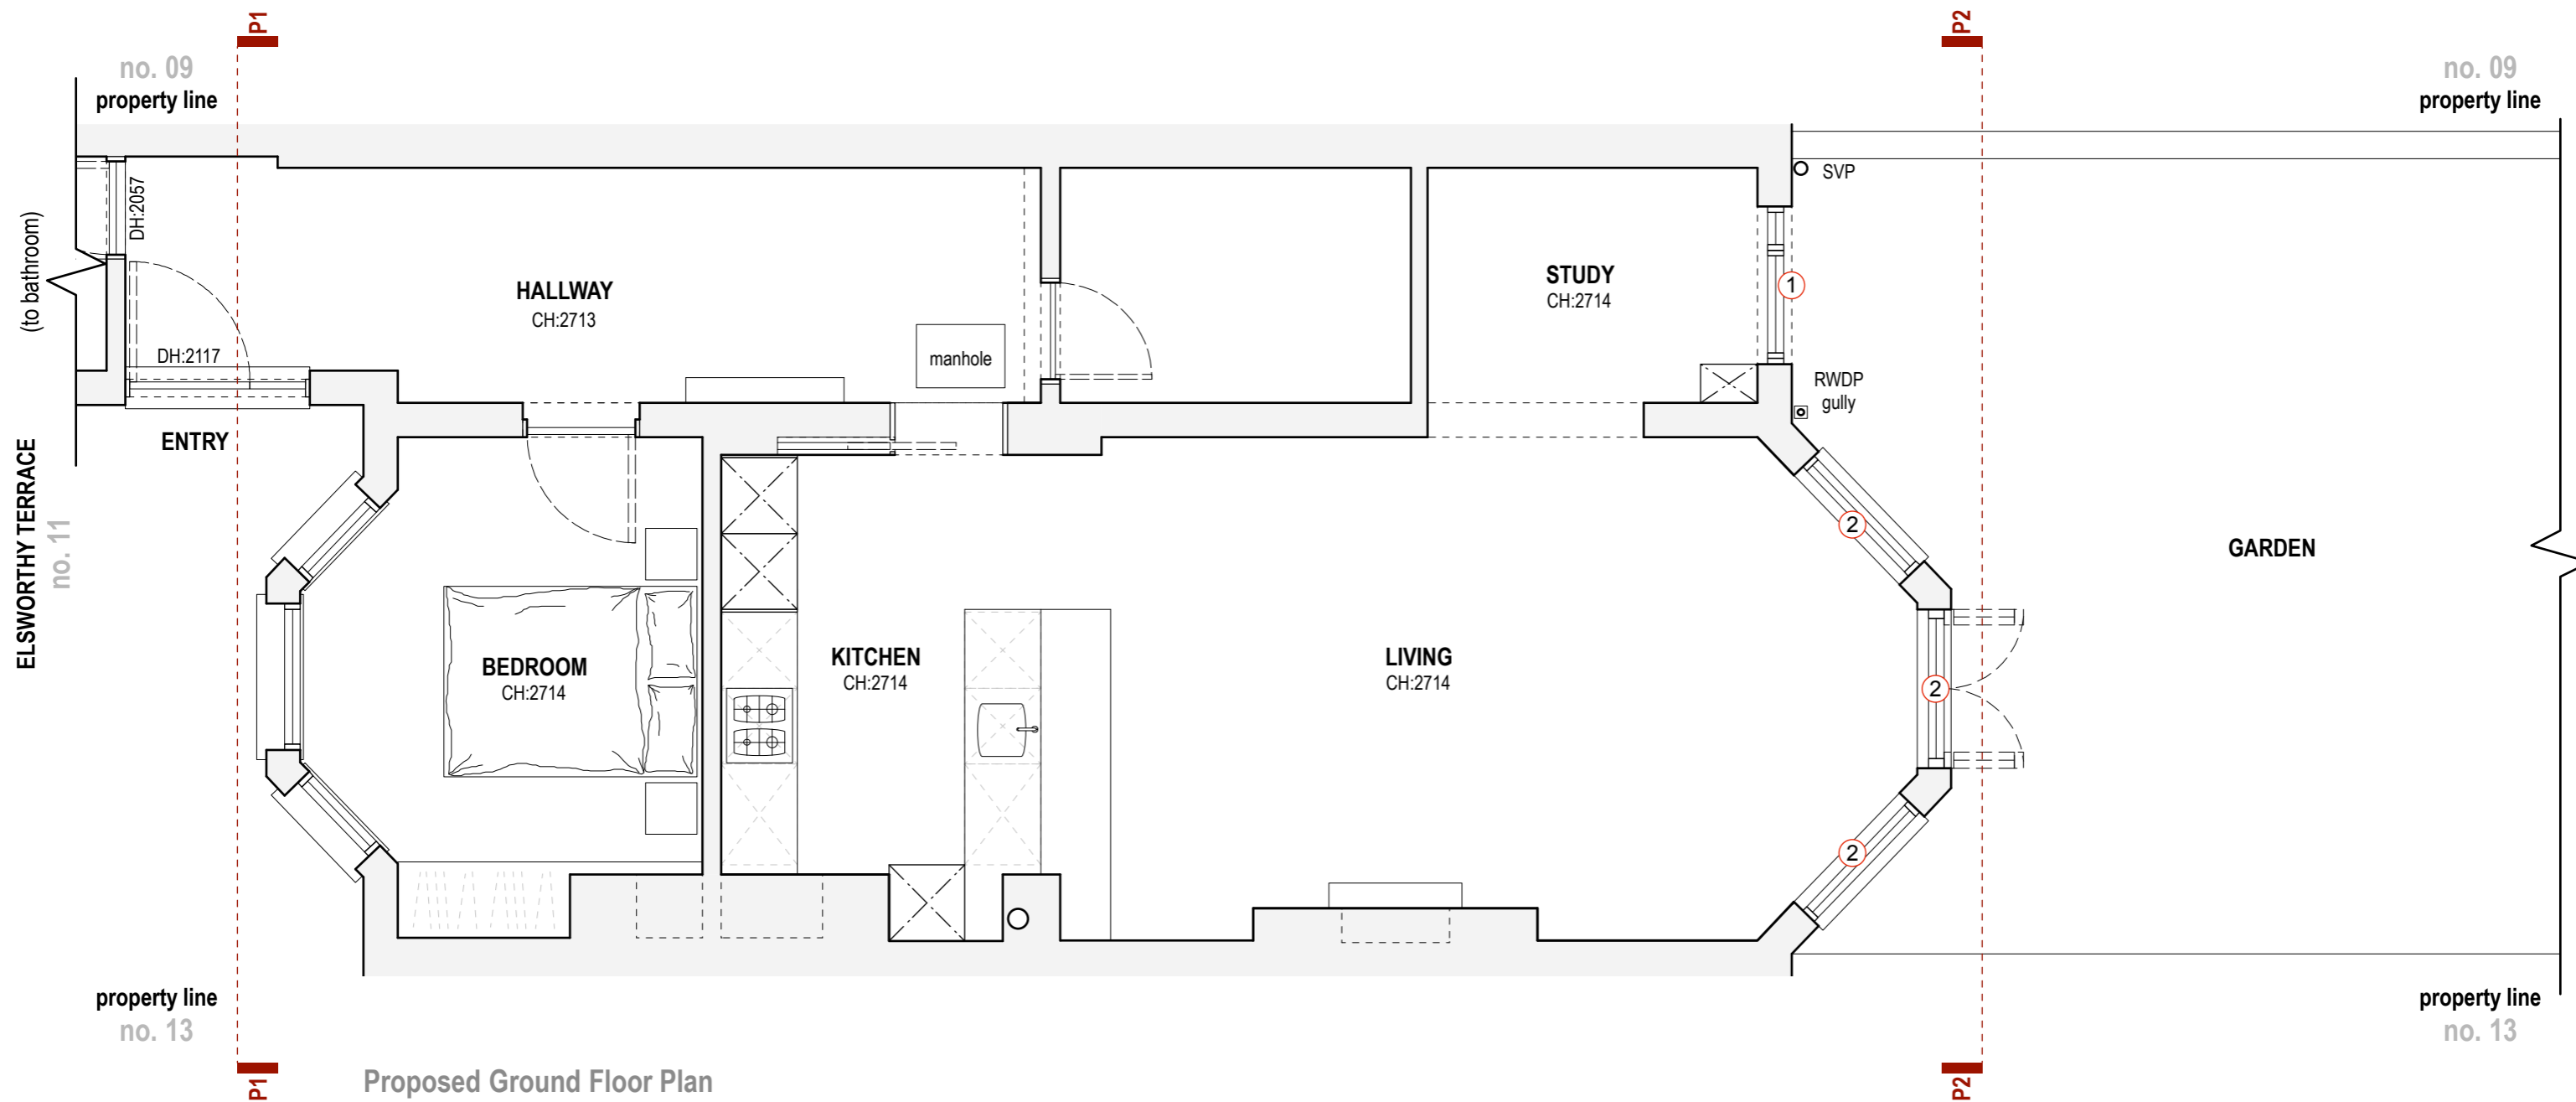 P1
P2
no. 09
property line
no. 09
property line
SVP
DH:2057
(to bathroom)
HALLWAY
CH:2713
STUDY
CH:2714
1
manhole
DH:2117
RWDP
gully
ENTRY
ELSWORTHY TERRACE
no. 11
2
GARDEN
BEDROOM
CH:2714
KITCHEN
CH:2714
LIVING
CH:2714
2
2
property line
no. 13
property line
no. 13
P1
Proposed Ground Floor Plan
P2